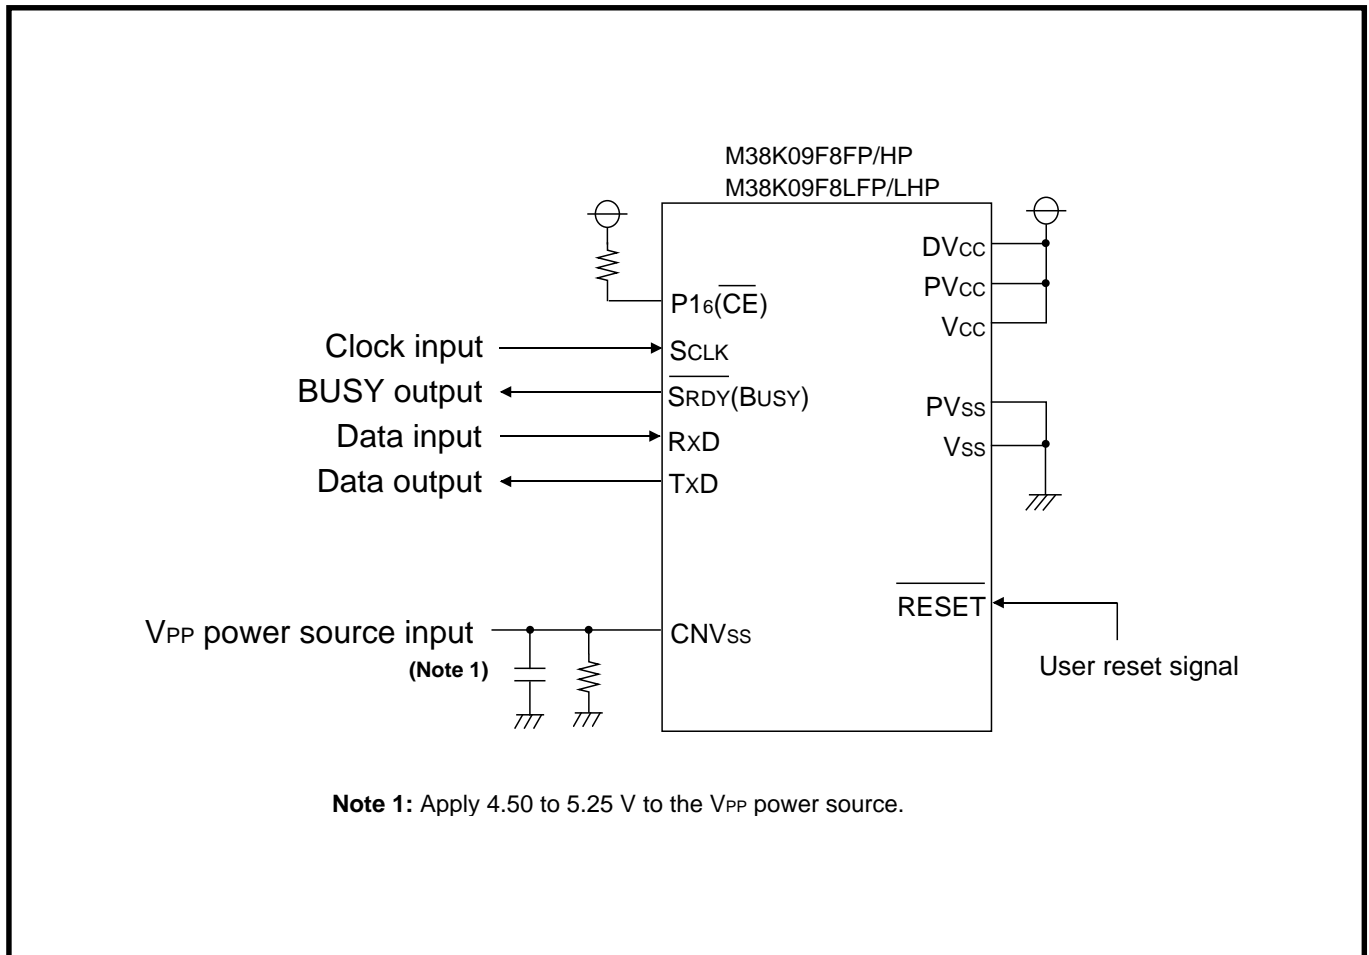 M38K09F8FP/HP
M38K09F8LFP/LHP
DVCC
PVCC
P16(CE)
VCC
Clock input
SCLK
BUSY output
SRDY(BUSY)
PVSS
Data input
RXD
VSS
Data output
TXD
RESET
VPP power source input
CNVSS
(Note 1)
User reset signal
Note 1: Apply 4.50 to 5.25 V to the VPP power source.